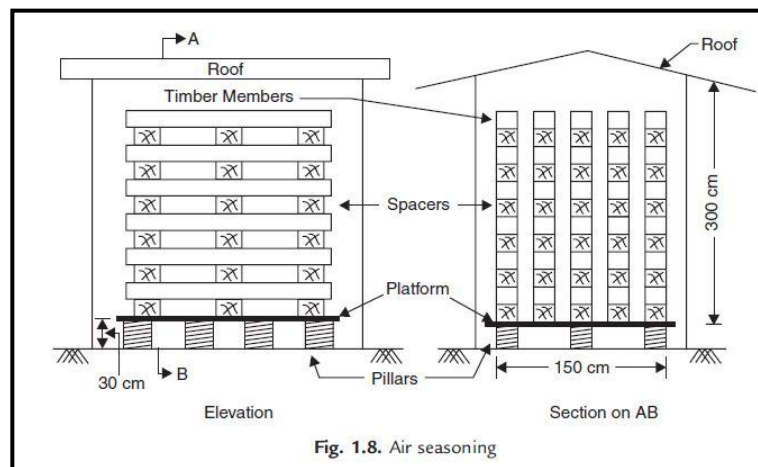 A
Roof
Roof
Timber Members
Spacers
300 cm
Platform
30 cm
B
Pillars
150 cm
Elevation
Section on AB
Fig. 1.8. Air seasoning